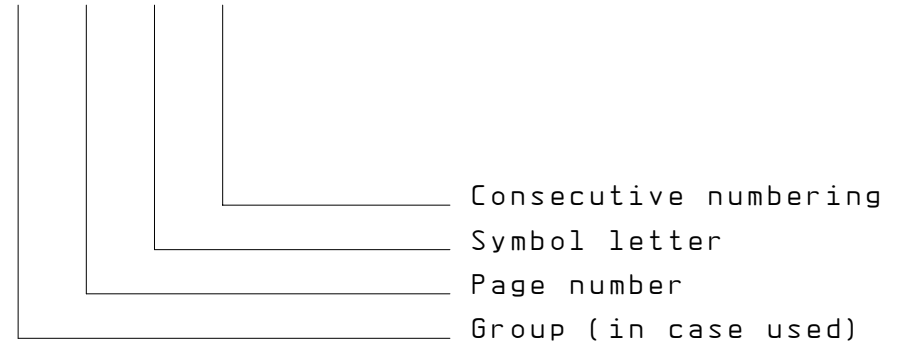 Consecutive numbering
Symbol letter
Page number
Group (in case used)